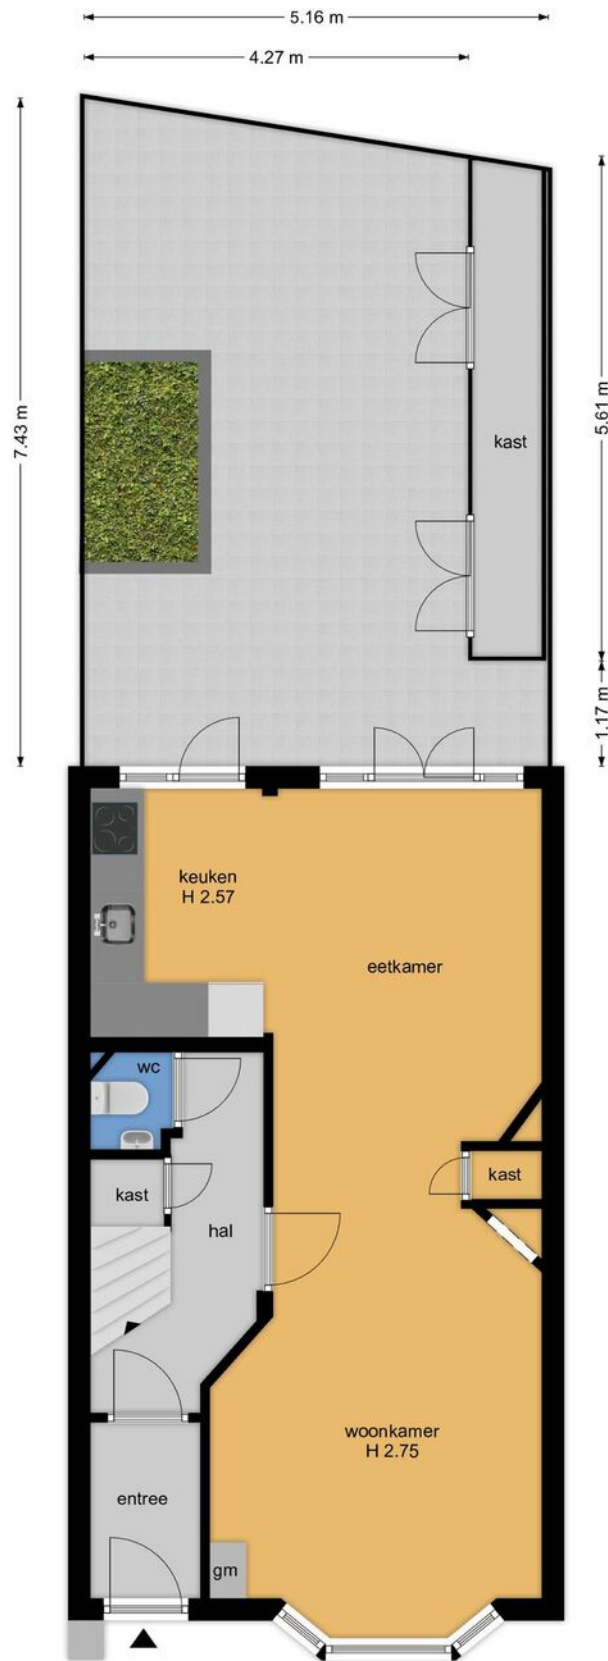 5.16 m
4.27 m
7.43 m
5.61 m
kast
1.17 m
keuken
H 2.57
eetkamer
wc
kast
kast
hal
woonkamer
H 2.75
entree
gm